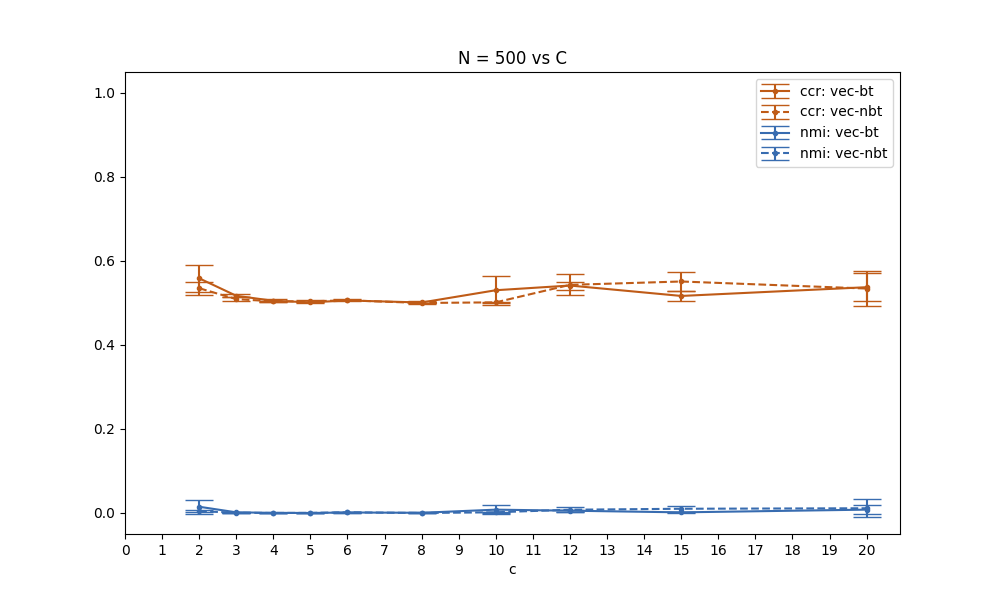 N = 500 vs C
1.0
0.8
0.6
0.4
0.2
0.0
0 1 2 3 4 5 6 7 8 9 10 11 12 13 14 15 16 17 18 19 20
c
ccr: vec-bt
ccr: vec-nbt
nmi: vec-bt
nmi: vec-nbt